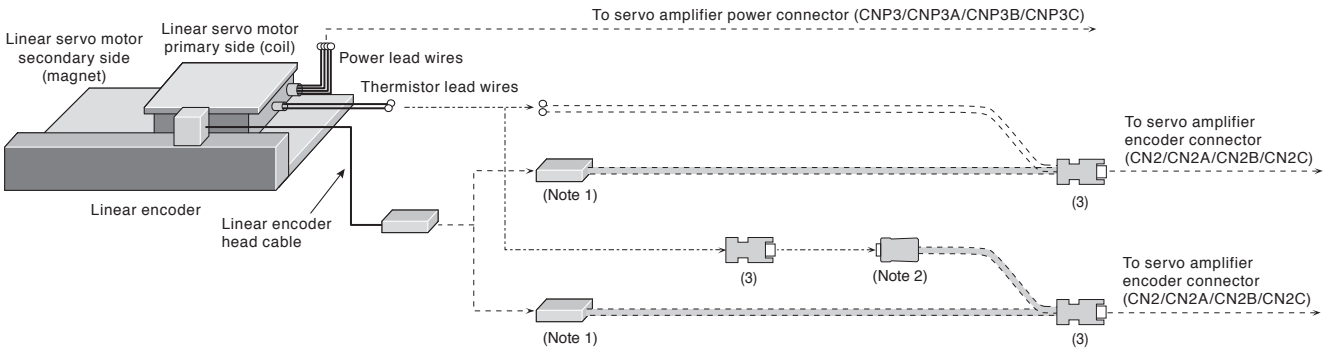 To servo amplifier power connector (CNP3/CNP3A/CNP3B/CNP3C)
Linear servo motor
secondary side
(magnet)
Linear servo motor
primary side (coil)
Power lead wires
Thermistor lead wires
To servo amplifier
encoder connector
(CN2/CN2A/CN2B/CN2C)
(Note 1)
(3)
Linear encoder
Linear encoder
head cable
(3)
(Note 2)
To servo amplifier
encoder connector
(CN2/CN2A/CN2B/CN2C)
(Note 1)
(3)